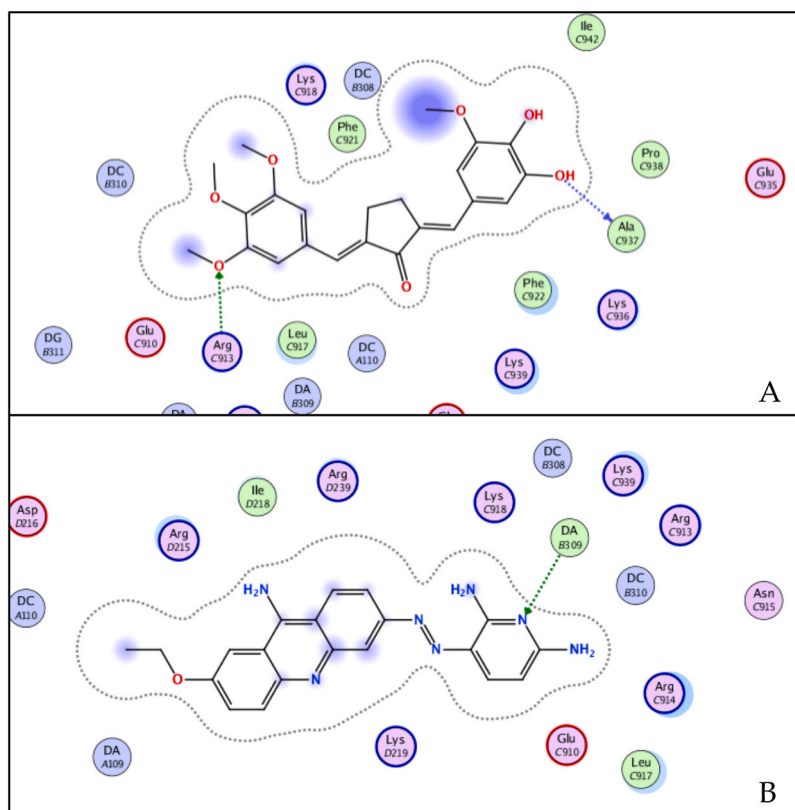 Ile
C942
Lys
C918
DC
B308
Phe
C921
O
OH
OH
Pro
C938
Glu
C935
DC
B310
O
O
O
O
Ala
C937
Phe
C922
Lys
C936
DG
B311
Glu
C910
Arg
C913
Leu
C917
DC
A110
Lys
C939
DA
B309
A
DA
DC
B308
Lys
C939
Arg
D239
Ile
D218
Lys
C918
Asp
D216
Arg
D215
DA
B309
Arg
C913
DC
A110
H₂N
H₂N
DC
B310
Asn
C915
N
N
N
NH₂
O
N
Arg
C914
DA
A109
Lys
D219
Glu
C910
Leu
C917
B